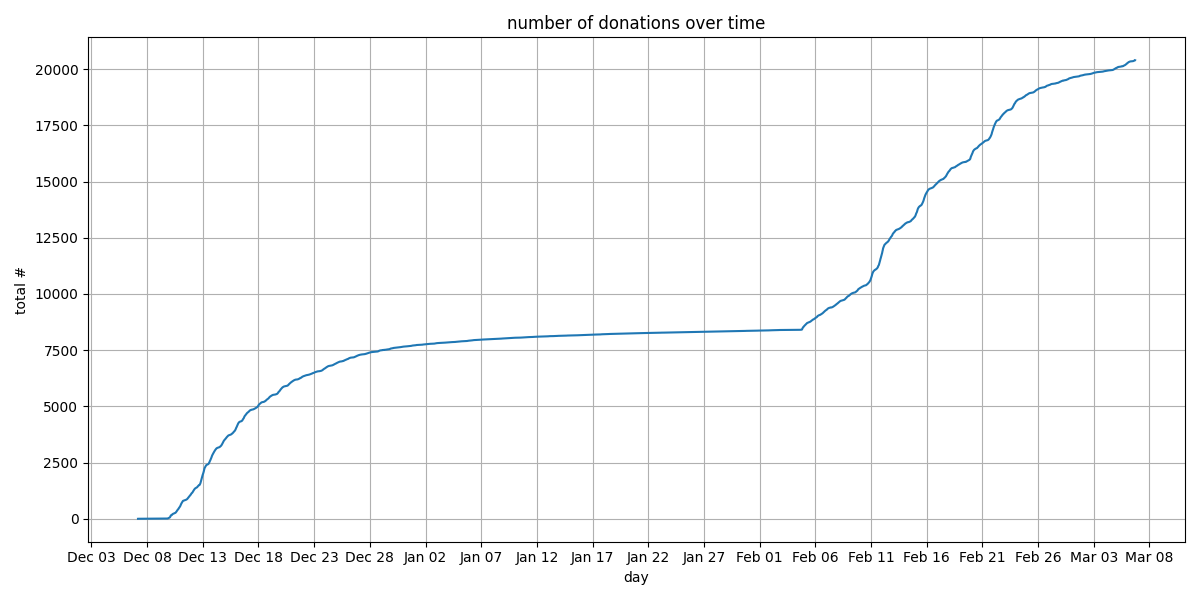 number of donations over time
total #
20000
17500
15000
12500
10000
7500
5000
2500
0
Dec 03 Dec 08 Dec 13 Dec 18 Dec 23 Dec 28 Jan 02 Jan 07 Jan 12 Jan 17 Jan 22 Jan 27 Feb 01 Feb 06 Feb 11 Feb 16 Feb 21 Feb 26 Mar 03 Mar 08
day